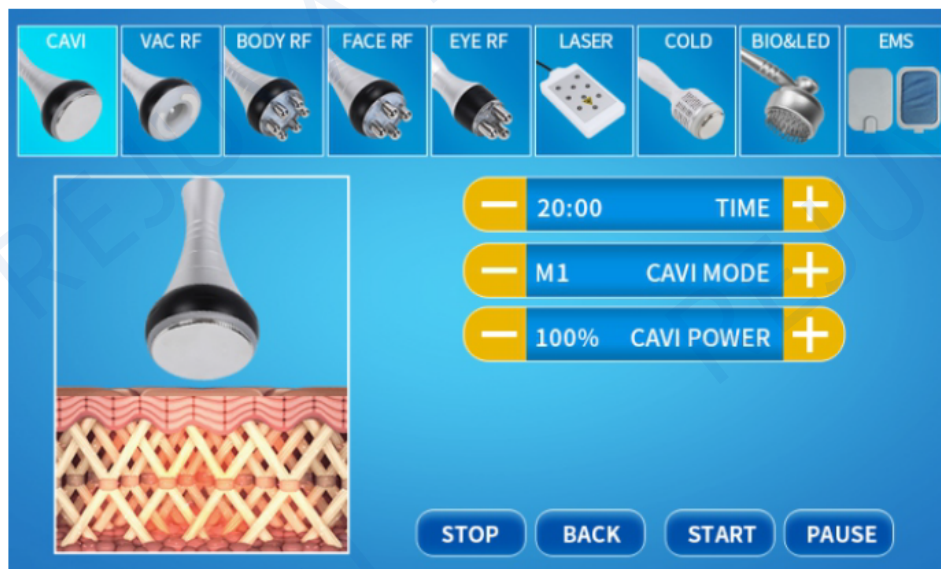 CAVI
VAC RF
BODY RF
FACE RF
EYE RF
LASER
COLD
BIO&LED
EMS
20:00 TIME
M1 CAVI MODE
100% CAVI POWER
STOP BACK START PAUSE